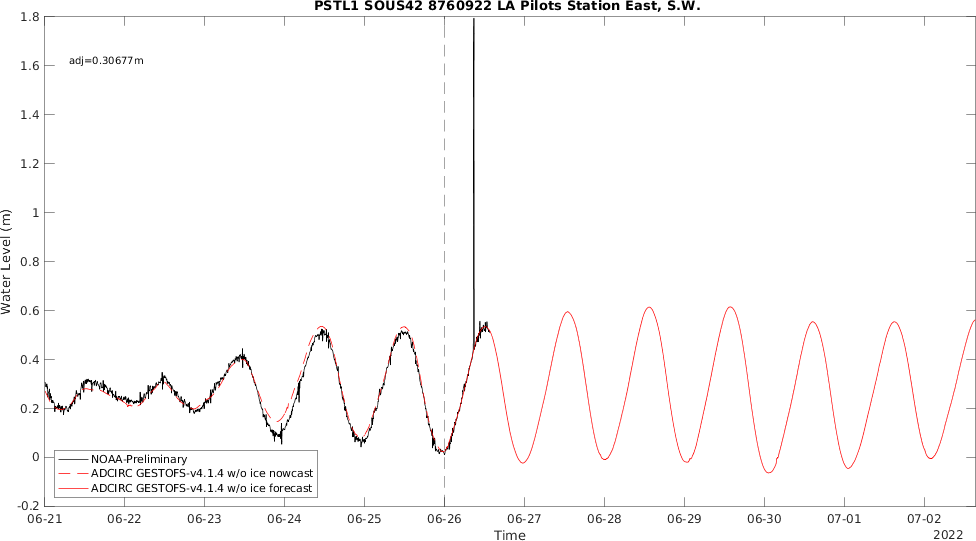 PSTL1 SOUS42 8760922 LA Pilots Station East, S.W.
adj=0.30677m
Water Level (m)
1.8
1.6
1.4
1.2
1
0.8
0.6
0.4
0.2
0
-0.2
NOAA-Preliminary
ADCIRC GESTOFS-v4.1.4 w/o ice nowcast
ADCIRC GESTOFS-v4.1.4 w/o ice forecast
06-21 06-22 06-23 06-24 06-25 06-26 06-27 06-28 06-29 06-30 07-01 07-02
Time
2022